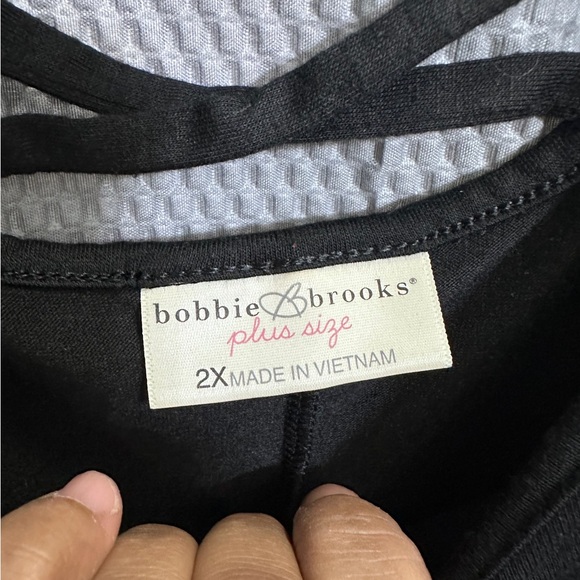 bobbie brooks®
plus size
2X MADE IN VIETNAM